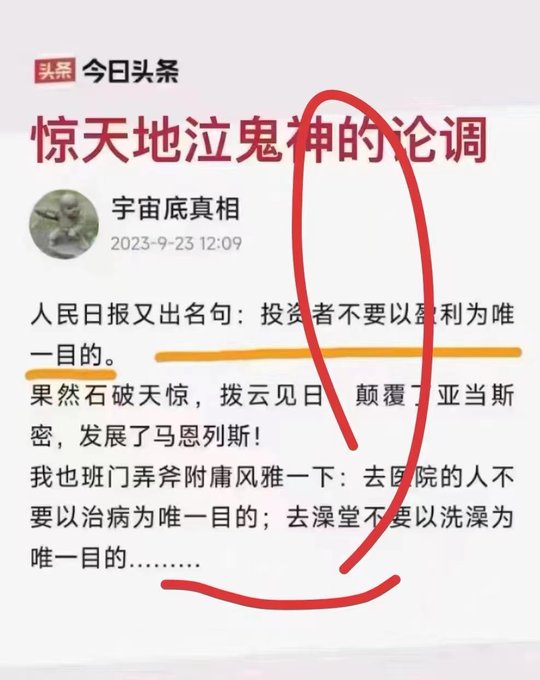 头条 今日头条
惊天地泣鬼神的论调
宇宙底真相
2023-9-23 12:09
人民日报又出名句：投资者不要以盈利为唯
一目的。
果然石破天惊，拨云见日，颠覆了亚当斯
密，发展了马恩列斯！
我也班门弄斧附庸风雅一下：去医院的人不
要以治病为唯一目的；去澡堂不要以洗澡为
唯一目的………